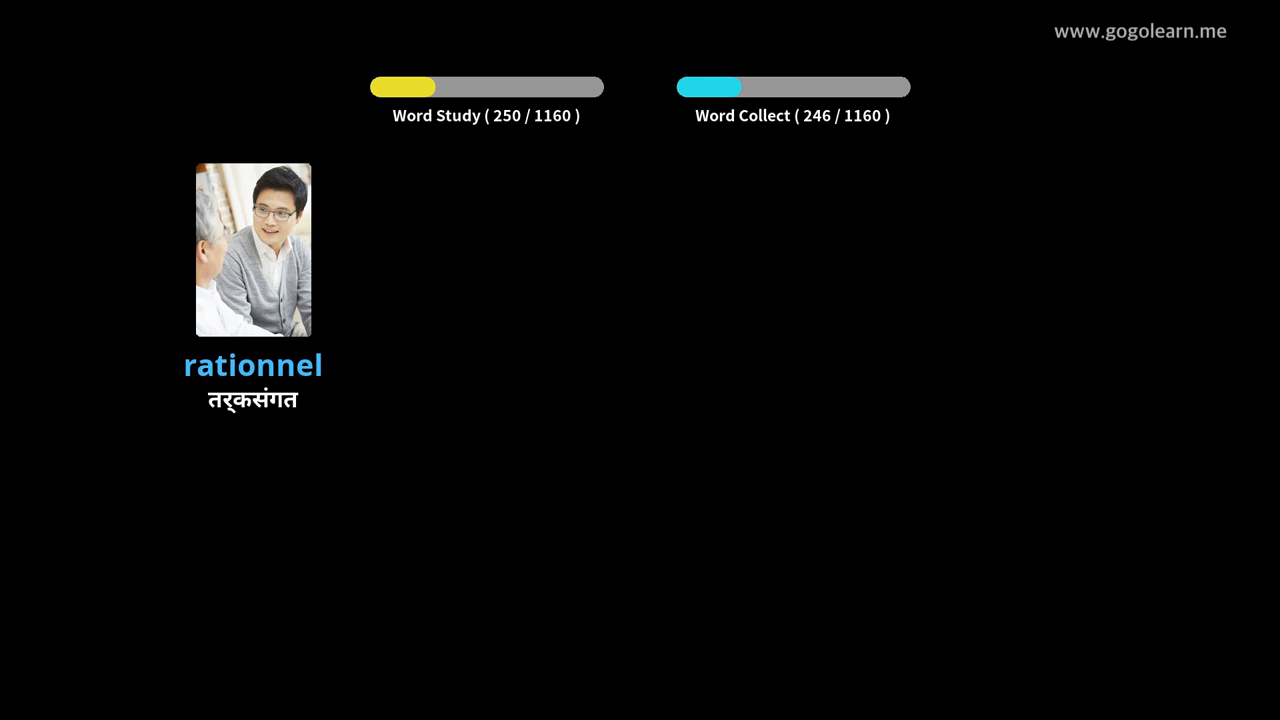 www.gogolearn.me
Word Study ( 250 / 1160 )
Word Collect ( 246 / 1160 )
rationnel
तर्कसंगत